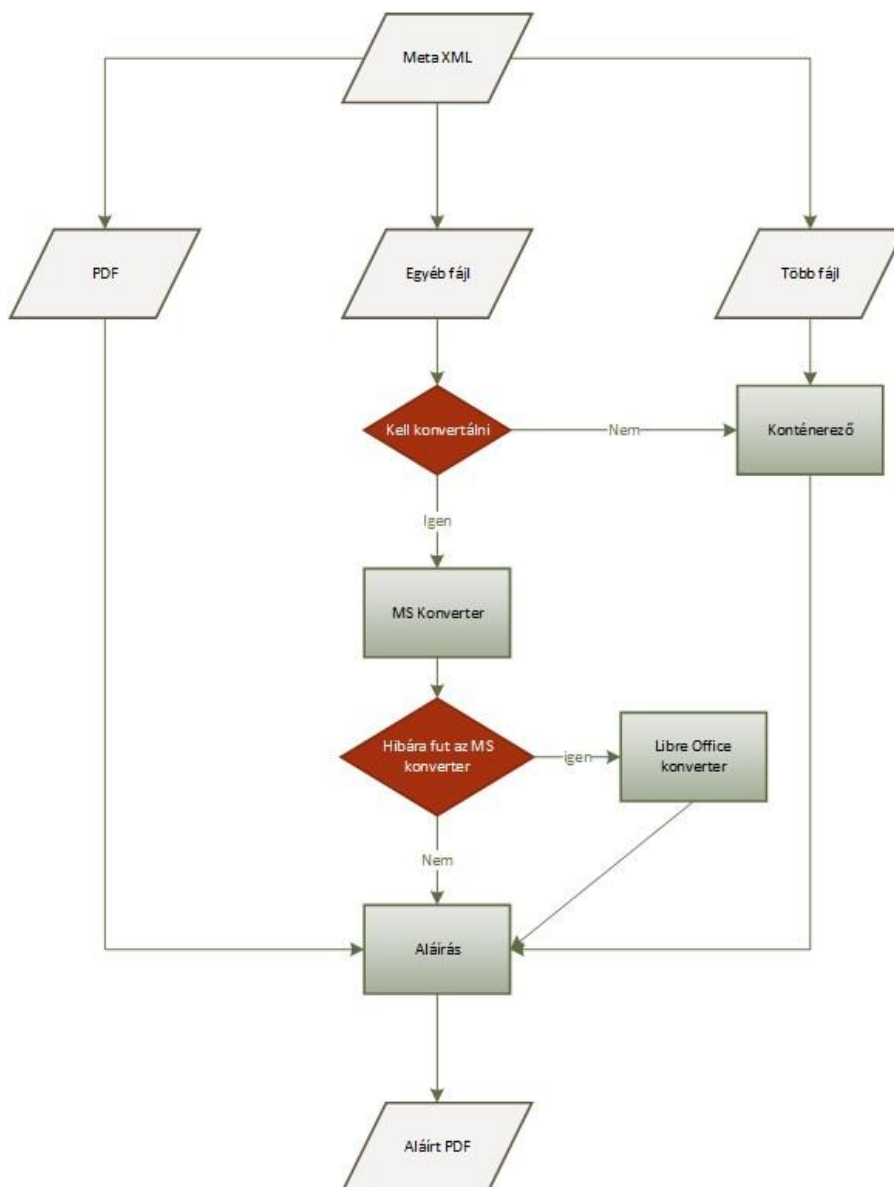 Meta XML
PDF
Egyéb fájl
Több fájl
Kell konvertálni
Nem
Konténerező
Igen
MS Konverter
Hibára fut az MS
konverter
igen
Libre Office
konverter
Nem
Aláírás
Aláírt PDF